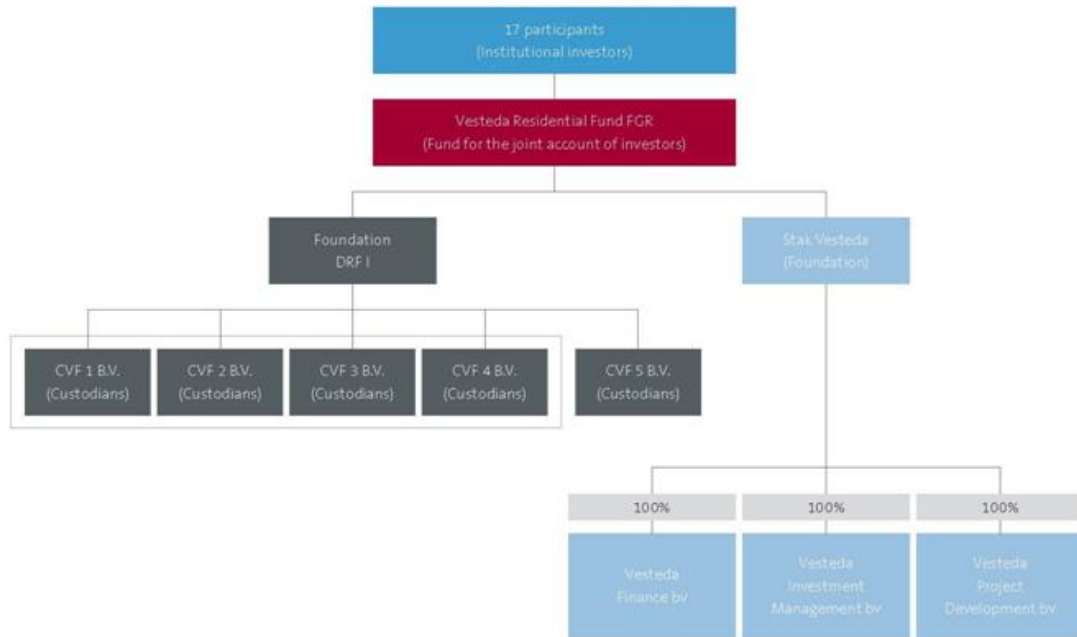 17 participants
(Institutional investors)
Vesteda Residential Fund FGR
(Fund for the joint account of investors)
Foundation
DRF I
Stak Vesteda
(Foundation)
CVF 1 B.V.
(Custodians)
CVF 2 B.V.
(Custodians)
CVF 3 B.V.
(Custodians)
CVF 4 B.V.
(Custodians)
CVF 5 B.V.
(Custodians)
100%
100%
100%
Vesteda
Finance bv
Vesteda
Investment
Management bv
Vesteda
Project
Development bv